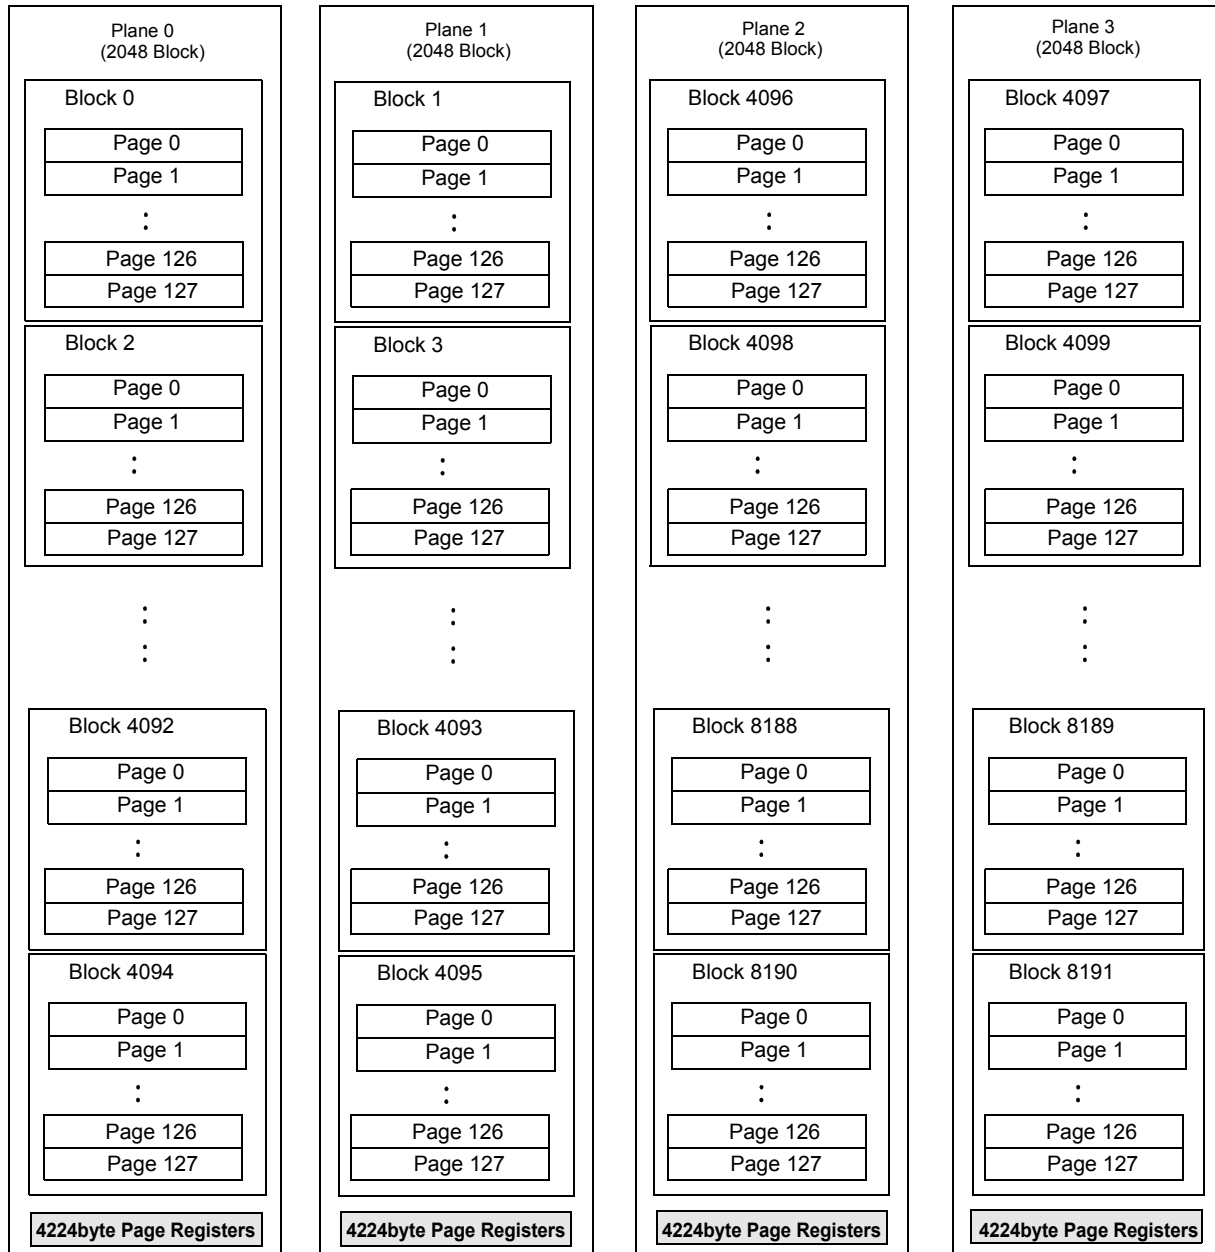 Plane 0
(2048 Block)
Block 0
Page 0
Page 1
Page 126
Page 127
Block 2
Page 0
Page 1
Page 126
Page 127
Block 4092
Page 0
Page 1
Page 126
Page 127
Block 4094
Page 0
Page 1
Page 126
Page 127
4224byte Page Registers
Plane 1
(2048 Block)
Block 1
Page 0
Page 1
Page 126
Page 127
Block 3
Page 0
Page 1
Page 126
Page 127
Block 4093
Page 0
Page 1
Page 126
Page 127
Block 4095
Page 0
Page 1
Page 126
Page 127
4224byte Page Registers
Plane 2
(2048 Block)
Block 4096
Page 0
Page 1
Page 126
Page 127
Block 4098
Page 0
Page 1
Page 126
Page 127
Block 8188
Page 0
Page 1
Page 126
Page 127
Block 8190
Page 0
Page 1
Page 126
Page 127
4224byte Page Registers
Plane 3
(2048 Block)
Block 4097
Page 0
Page 1
Page 126
Page 127
Block 4099
Page 0
Page 1
Page 126
Page 127
Block 8189
Page 0
Page 1
Page 126
Page 127
Block 8191
Page 0
Page 1
Page 126
Page 127
4224byte Page Registers